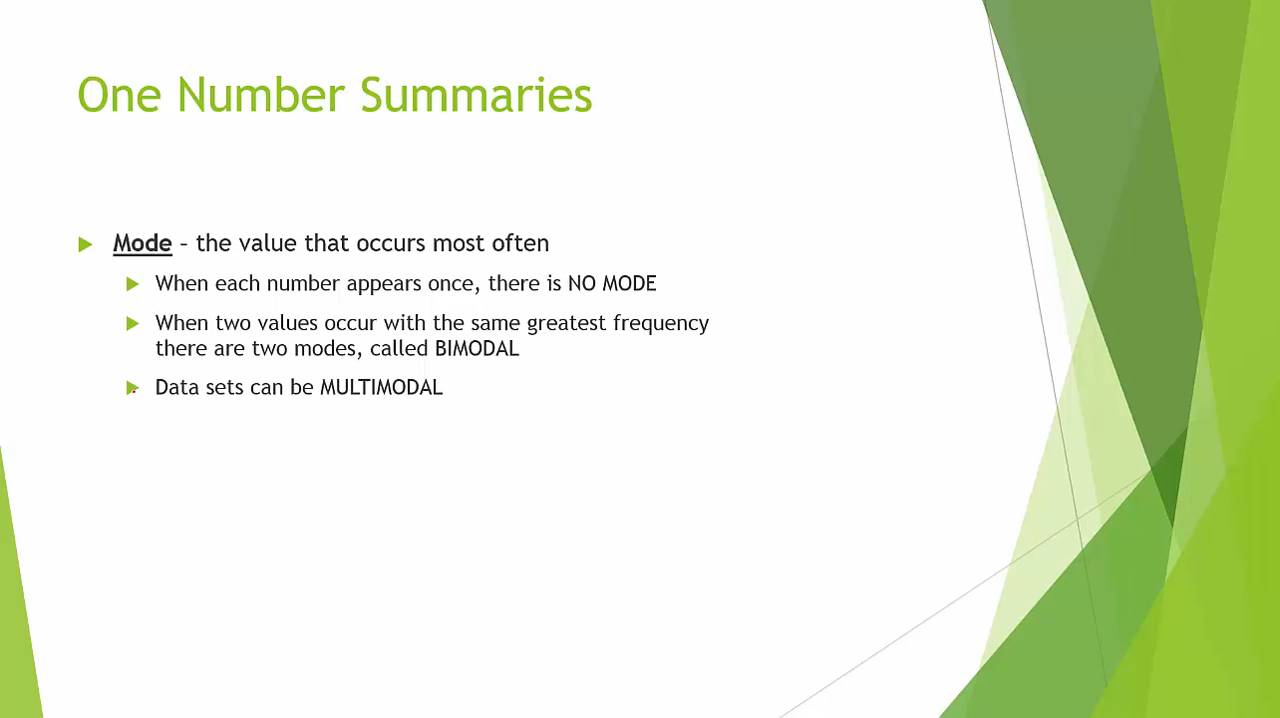 One Number Summaries
Mode – the value that occurs most often
When each number appears once, there is NO MODE
When two values occur with the same greatest frequency
there are two modes, called BIMODAL
Data sets can be MULTIMODAL